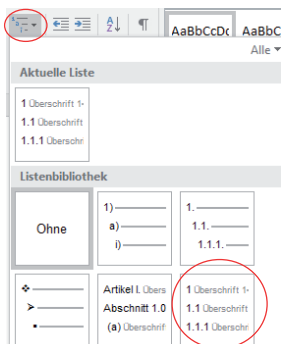 AaBbCcDc AaBbC
Alle
Aktuelle Liste
1 Überschrift 1
1.1 Überschrift
1.1.1 Überschr
Listenbibliothek
Ohne
1)
a)
i)
1.
1.1.
1.1.1.
Artikel I. Übers
Abschnitt 1.0
(a) Überschrif
1 Überschrift 1
1.1 Überschrift
1.1.1 Überschr